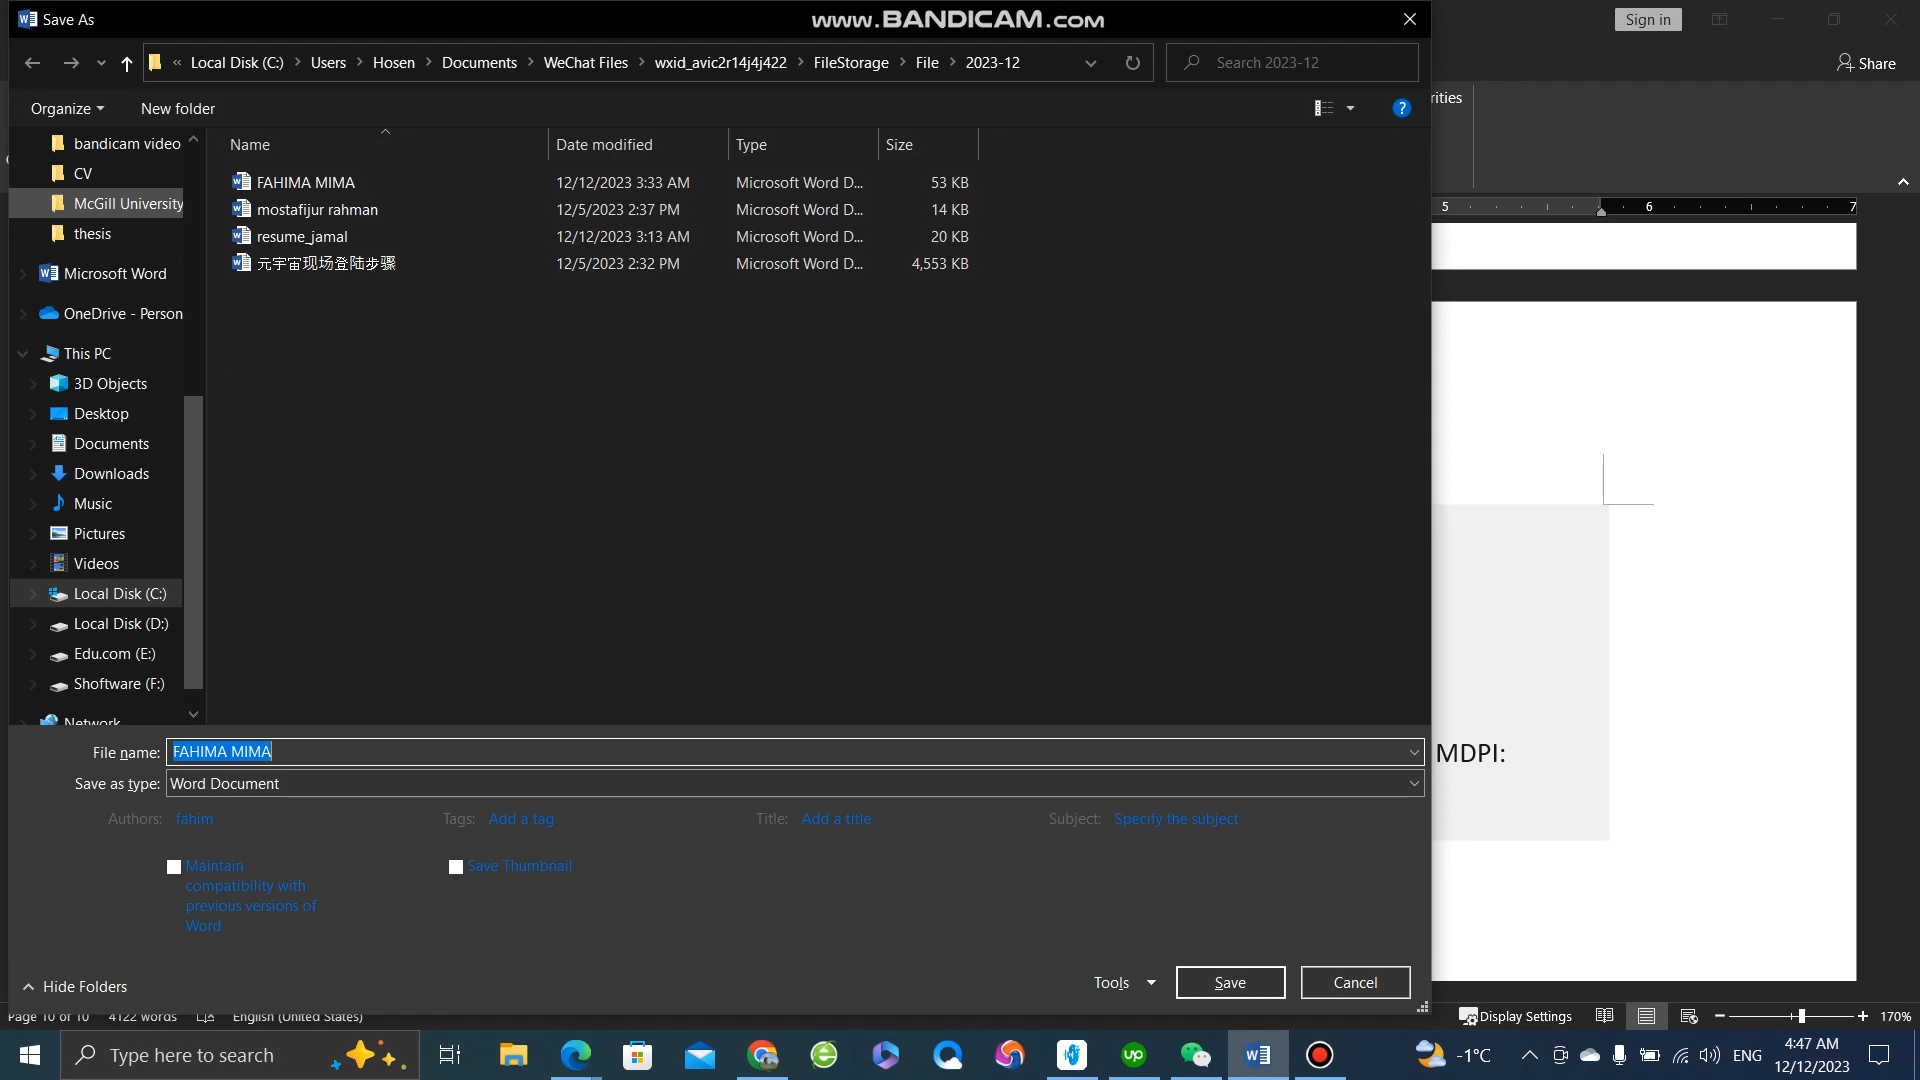 Save As
www.BANDICAM.com
Sign in
« Local Disk (C:) > Users > Hosen > Documents > WeChat Files > wxid_avic2r14j4j422 > FileStorage > File > 2023-12
Search 2023-12
Share
Organize
New folder
?
rities
Name
Date modified
Type
Size
bandicam video
CV
McGill University
thesis
Microsoft Word
OneDrive - Person
This PC
3D Objects
Desktop
Documents
Downloads
Music
Pictures
Videos
Local Disk (C:)
Local Disk (D:)
Edu.com (E:)
Shoftware (F:)
Network
FAHIMA MIMA 12/12/2023 3:33 AM Microsoft Word D... 53 KB
mostafijur rahman 12/5/2023 2:37 PM Microsoft Word D... 14 KB
resume_jamal 12/12/2023 3:13 AM Microsoft Word D... 20 KB
元宇宙现场登陆步骤 12/5/2023 2:32 PM Microsoft Word D... 4,553 KB
5 6 7
MDPI:
File name: FAHIMA MIMA
Save as type: Word Document
Authors: fahim
Tags: Add a tag
Title: Add a title
Subject: Specify the subject
Maintain
compatibility with
previous versions of
Word
Save Thumbnail
Hide Folders
Tools
Save
Cancel
Page 10 of 10 4122 words English (United States)
Display Settings
170%
Type here to search
-1°C
ENG
4:47 AM
12/12/2023